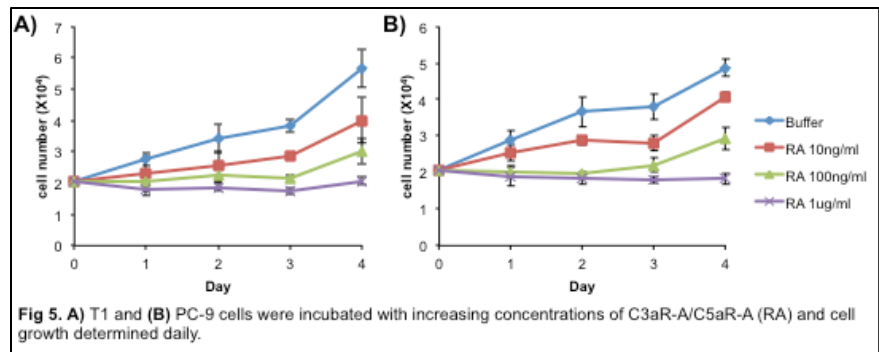 A)
7
6
5
4
3
2
1
0
cell number (X10⁴)
0 1 2 3 4
Day
B)
6
5
4
3
2
1
0
cell number (X10⁴)
0 1 2 3 4
Day
Buffer
RA 10ng/ml
RA 100ng/ml
RA 1ug/ml
Fig 5. A) T1 and (B) PC-9 cells were incubated with increasing concentrations of C3aR-A/C5aR-A (RA) and cell
growth determined daily.